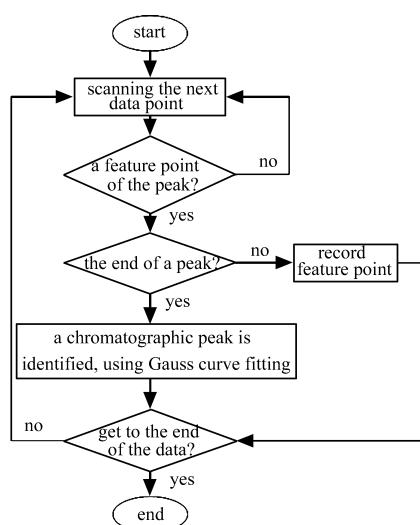 start
scanning the next
data point
a feature point
of the peak?
no
yes
the end of a peak?
no
record
feature point
yes
a chromatographic peak is
identified, using Gauss curve fitting
no
get to the end
of the data?
yes
end